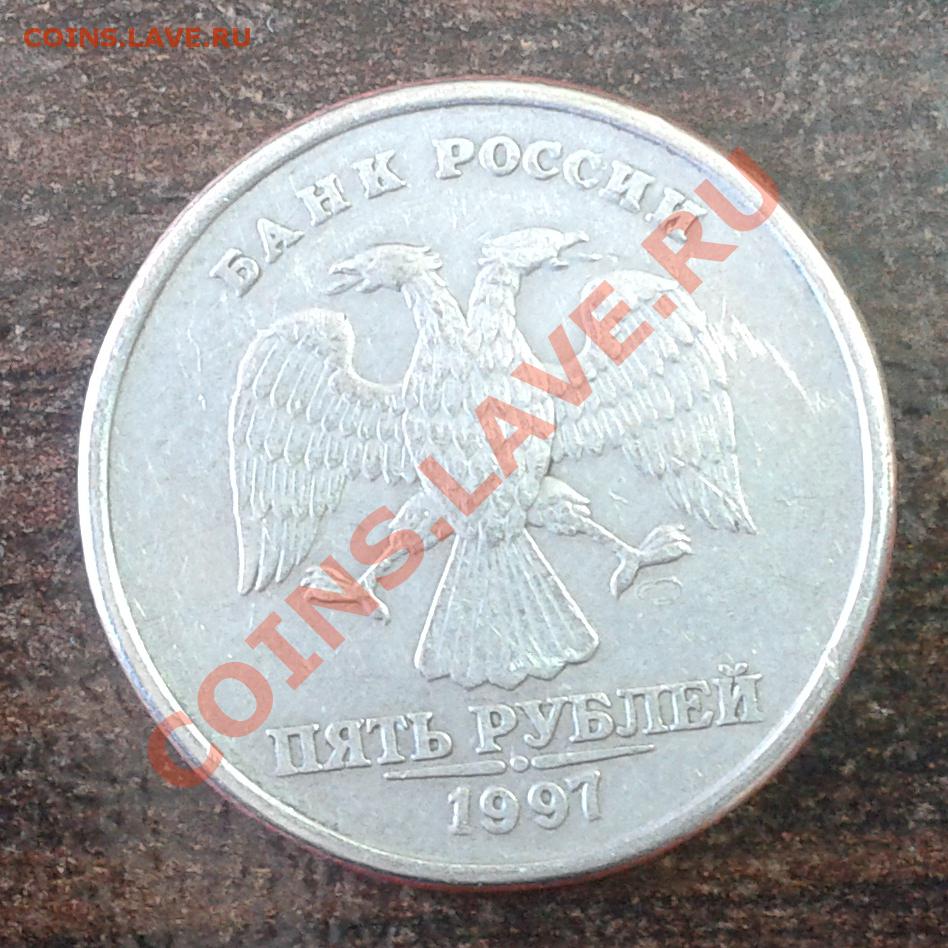 COINS.LAVE.RU
БАНК РОССИИ
COINS.LAVE.RU
ПЯТЬ РУБЛЕЙ
1997